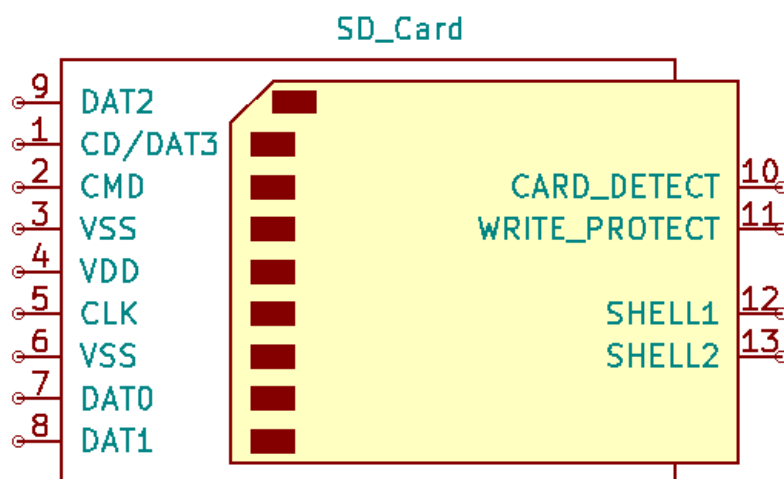 SD_Card
9 DAT2
1 CD/DAT3
2 CMD CARD_DETECT 10
3 VSS WRITE_PROTECT 11
4 VDD
5 CLK SHELL1 12
6 VSS SHELL2 13
7 DAT0
8 DAT1